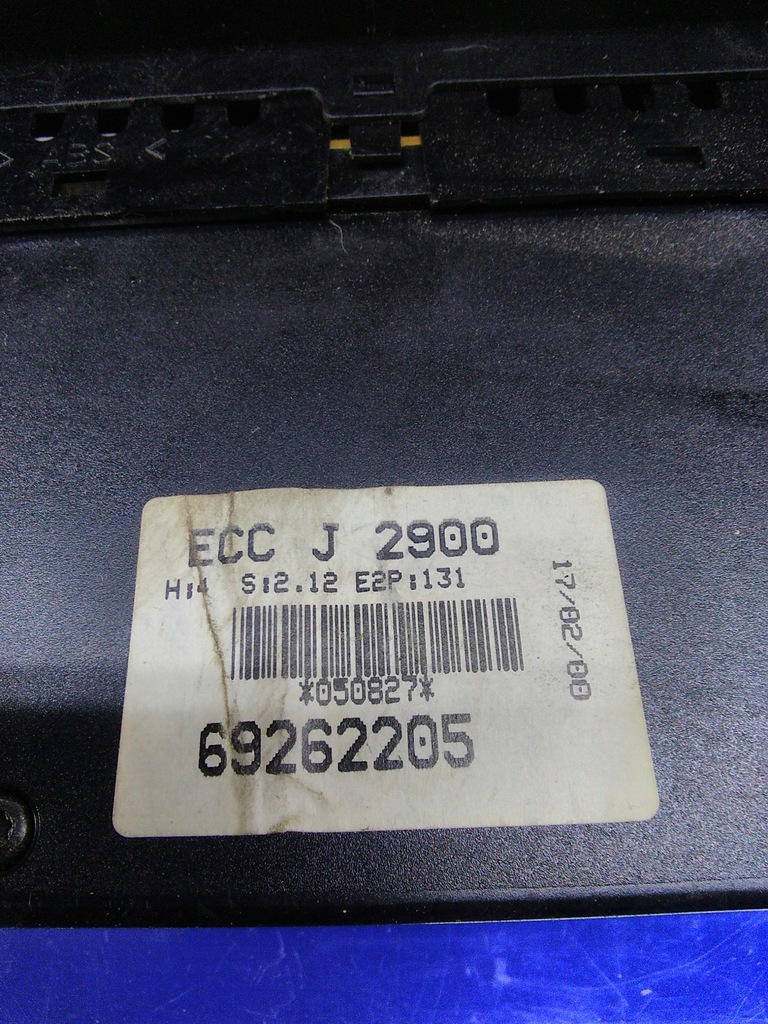 > ABS <
ECC J 2900
H:4 S:2.12 E2P:131
*050827*
69262205
17/02/00